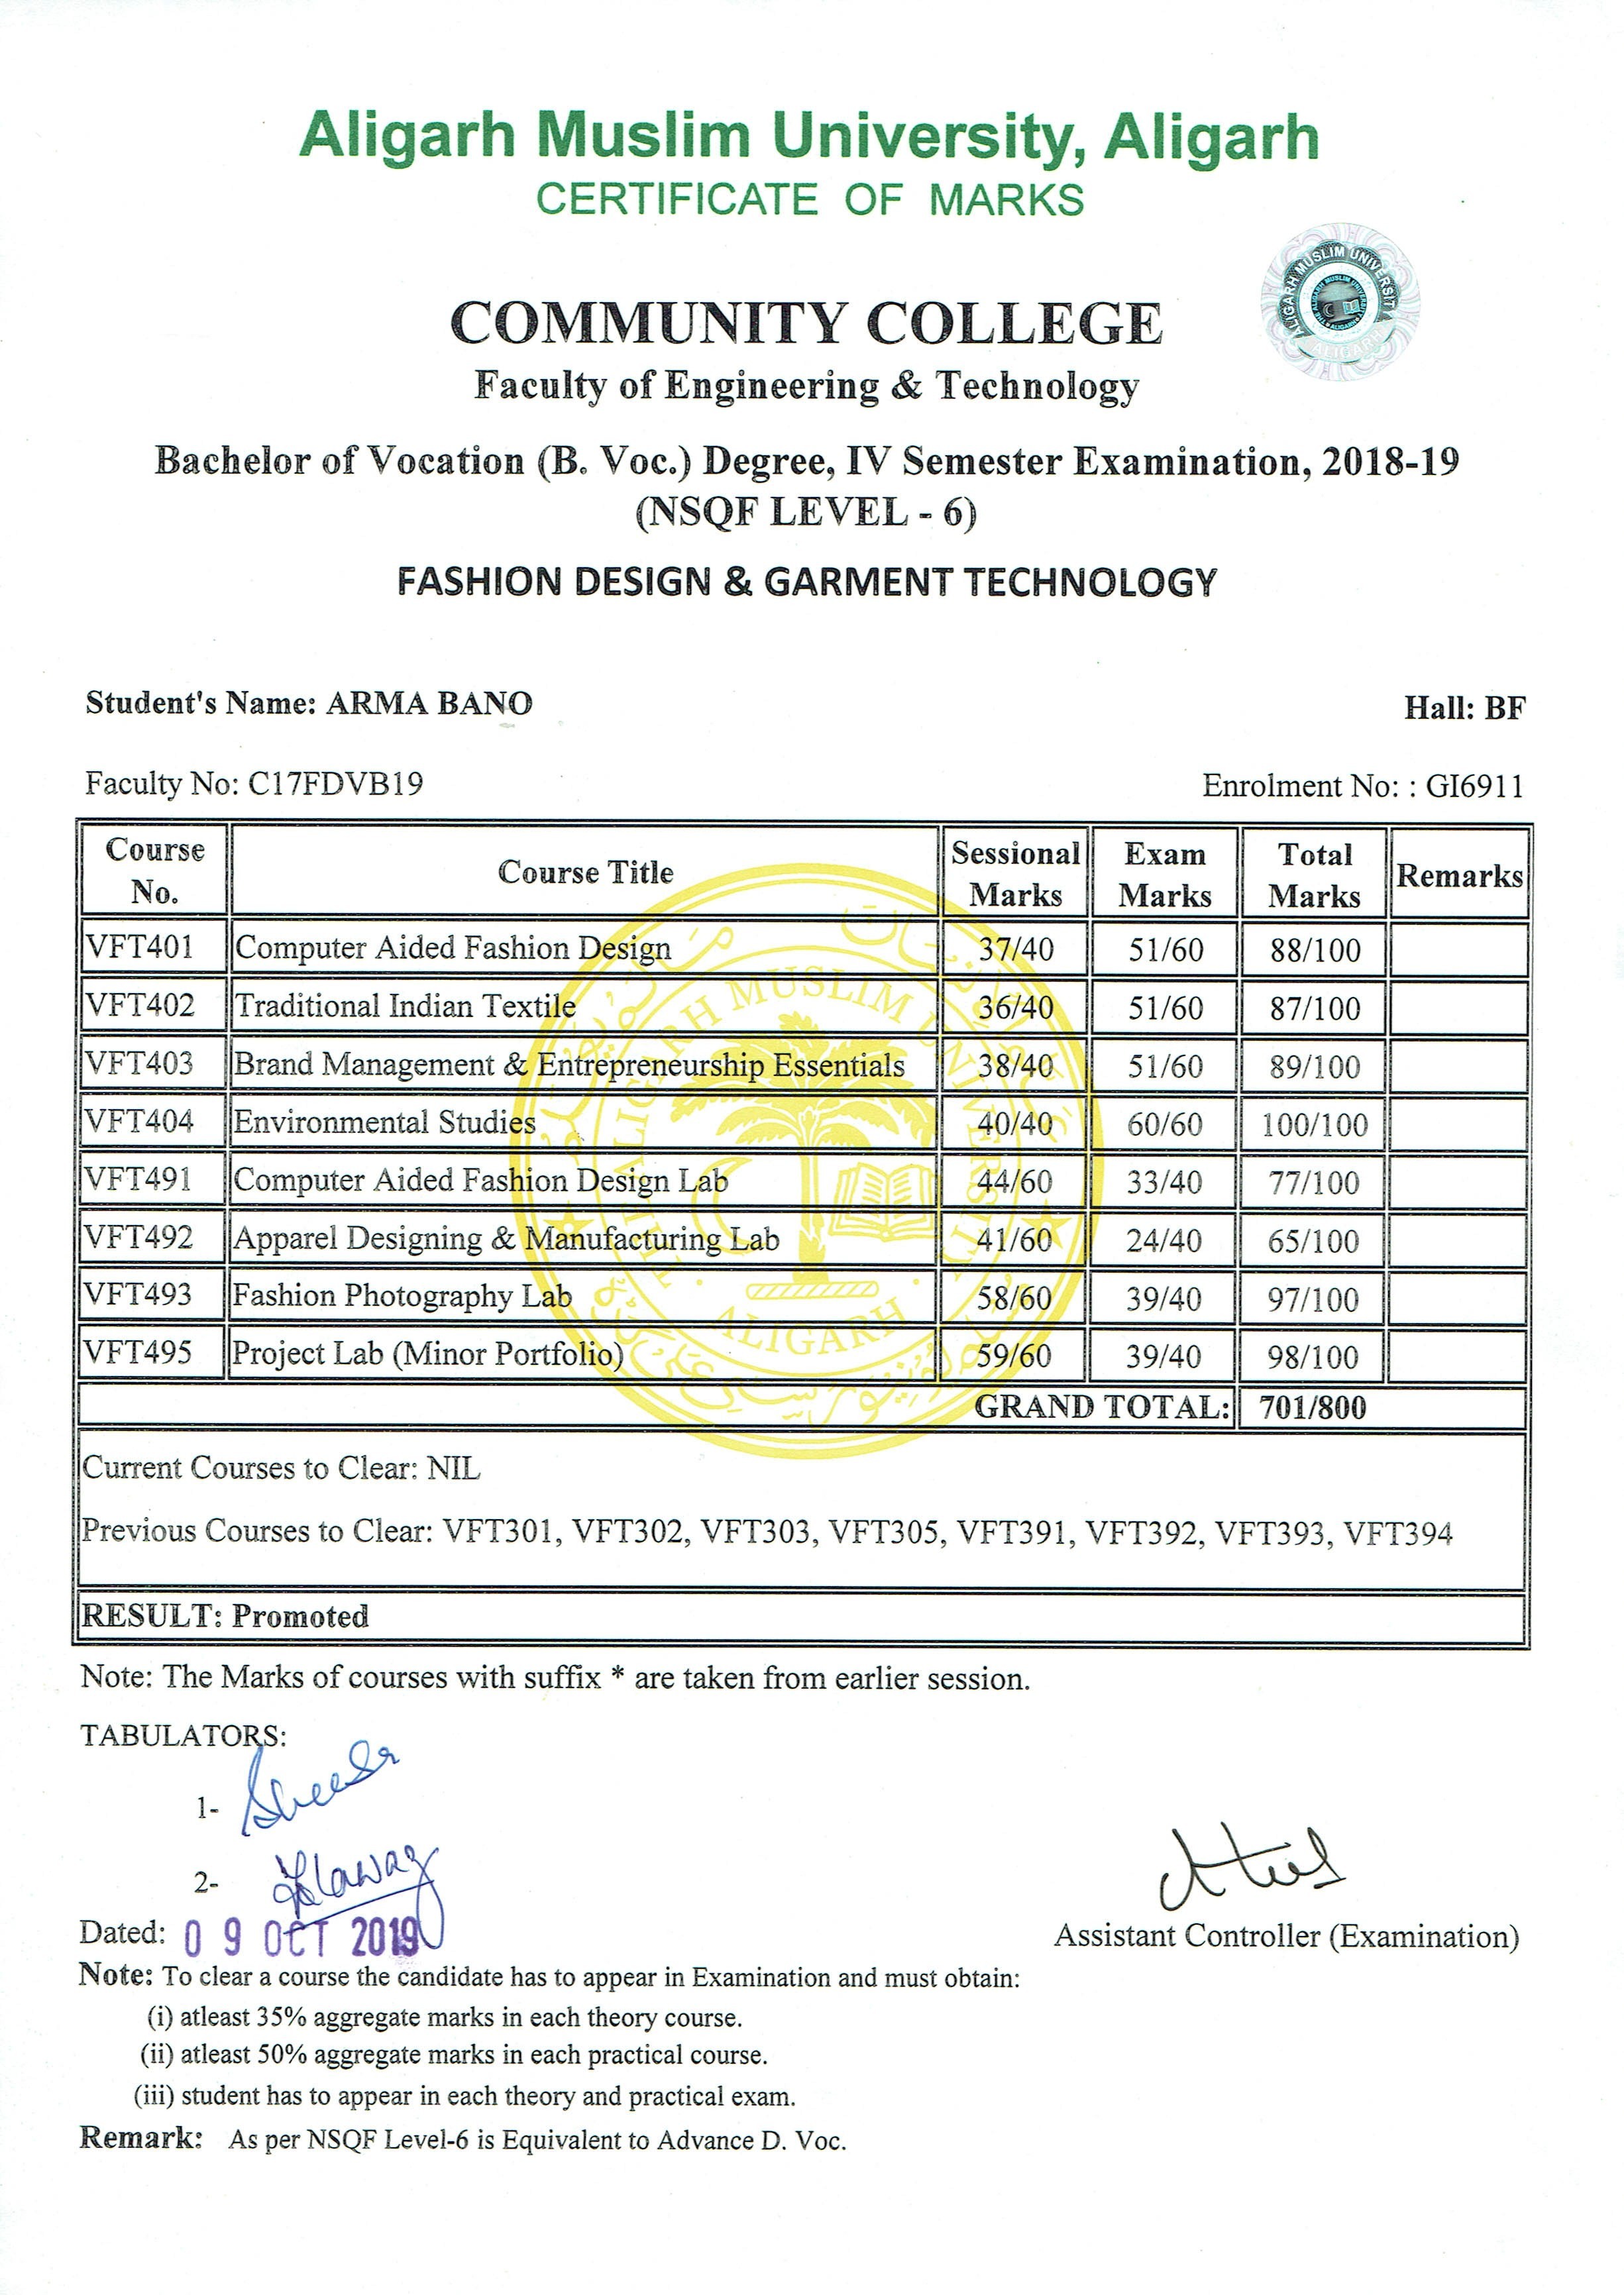 Aligarh Muslim University, Aligarh
CERTIFICATE OF MARKS
ALIGARH MUSLIM UNIVERSITY
ALIGARH
COMMUNITY COLLEGE
Faculty of Engineering & Technology
Bachelor of Vocation (B. Voc.) Degree, IV Semester Examination, 2018-19
(NSQF LEVEL - 6)
FASHION DESIGN & GARMENT TECHNOLOGY
Student's Name: ARMA BANO Hall: BF
Faculty No: C17FDVB19 Enrolment No: : GI6911
Course No. Course Title Sessional Marks Exam Marks Total Marks Remarks
VFT401 Computer Aided Fashion Design 37/40 51/60 88/100
VFT402 Traditional Indian Textile 36/40 51/60 87/100
VFT403 Brand Management & Entrepreneurship Essentials 38/40 51/60 89/100
VFT404 Environmental Studies 40/40 60/60 100/100
VFT491 Computer Aided Fashion Design Lab 44/60 33/40 77/100
VFT492 Apparel Designing & Manufacturing Lab 41/60 24/40 65/100
VFT493 Fashion Photography Lab 58/60 39/40 97/100
VFT495 Project Lab (Minor Portfolio) 59/60 39/40 98/100
THE ALIGARH MUSLIM UNIVERSITY
ALIGARH
GRAND TOTAL: 701/800
Current Courses to Clear: NIL
Previous Courses to Clear: VFT301, VFT302, VFT303, VFT305, VFT391, VFT392, VFT393, VFT394
RESULT: Promoted
Note: The Marks of courses with suffix * are taken from earlier session.
TABULATORS:
1-
2-
Dated: 09 OCT 2019
Assistant Controller (Examination)
Note: To clear a course the candidate has to appear in Examination and must obtain:
(i) atleast 35% aggregate marks in each theory course.
(ii) atleast 50% aggregate marks in each practical course.
(iii) student has to appear in each theory and practical exam.
Remark: As per NSQF Level-6 is Equivalent to Advance D. Voc.